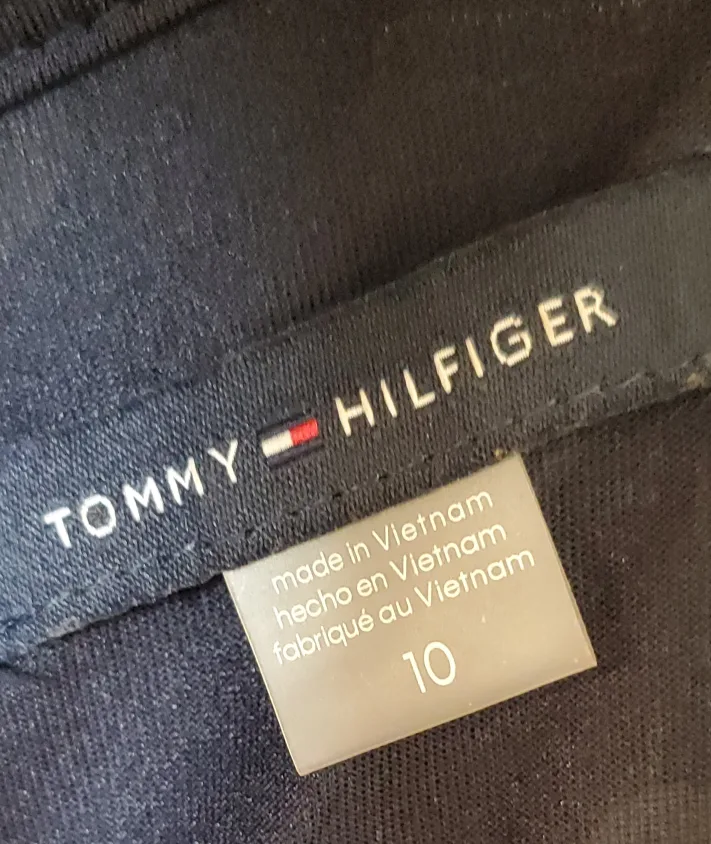 TOMMY HILFIGER
made in Vietnam
hecho en Vietnam
fabriqué au Vietnam
10